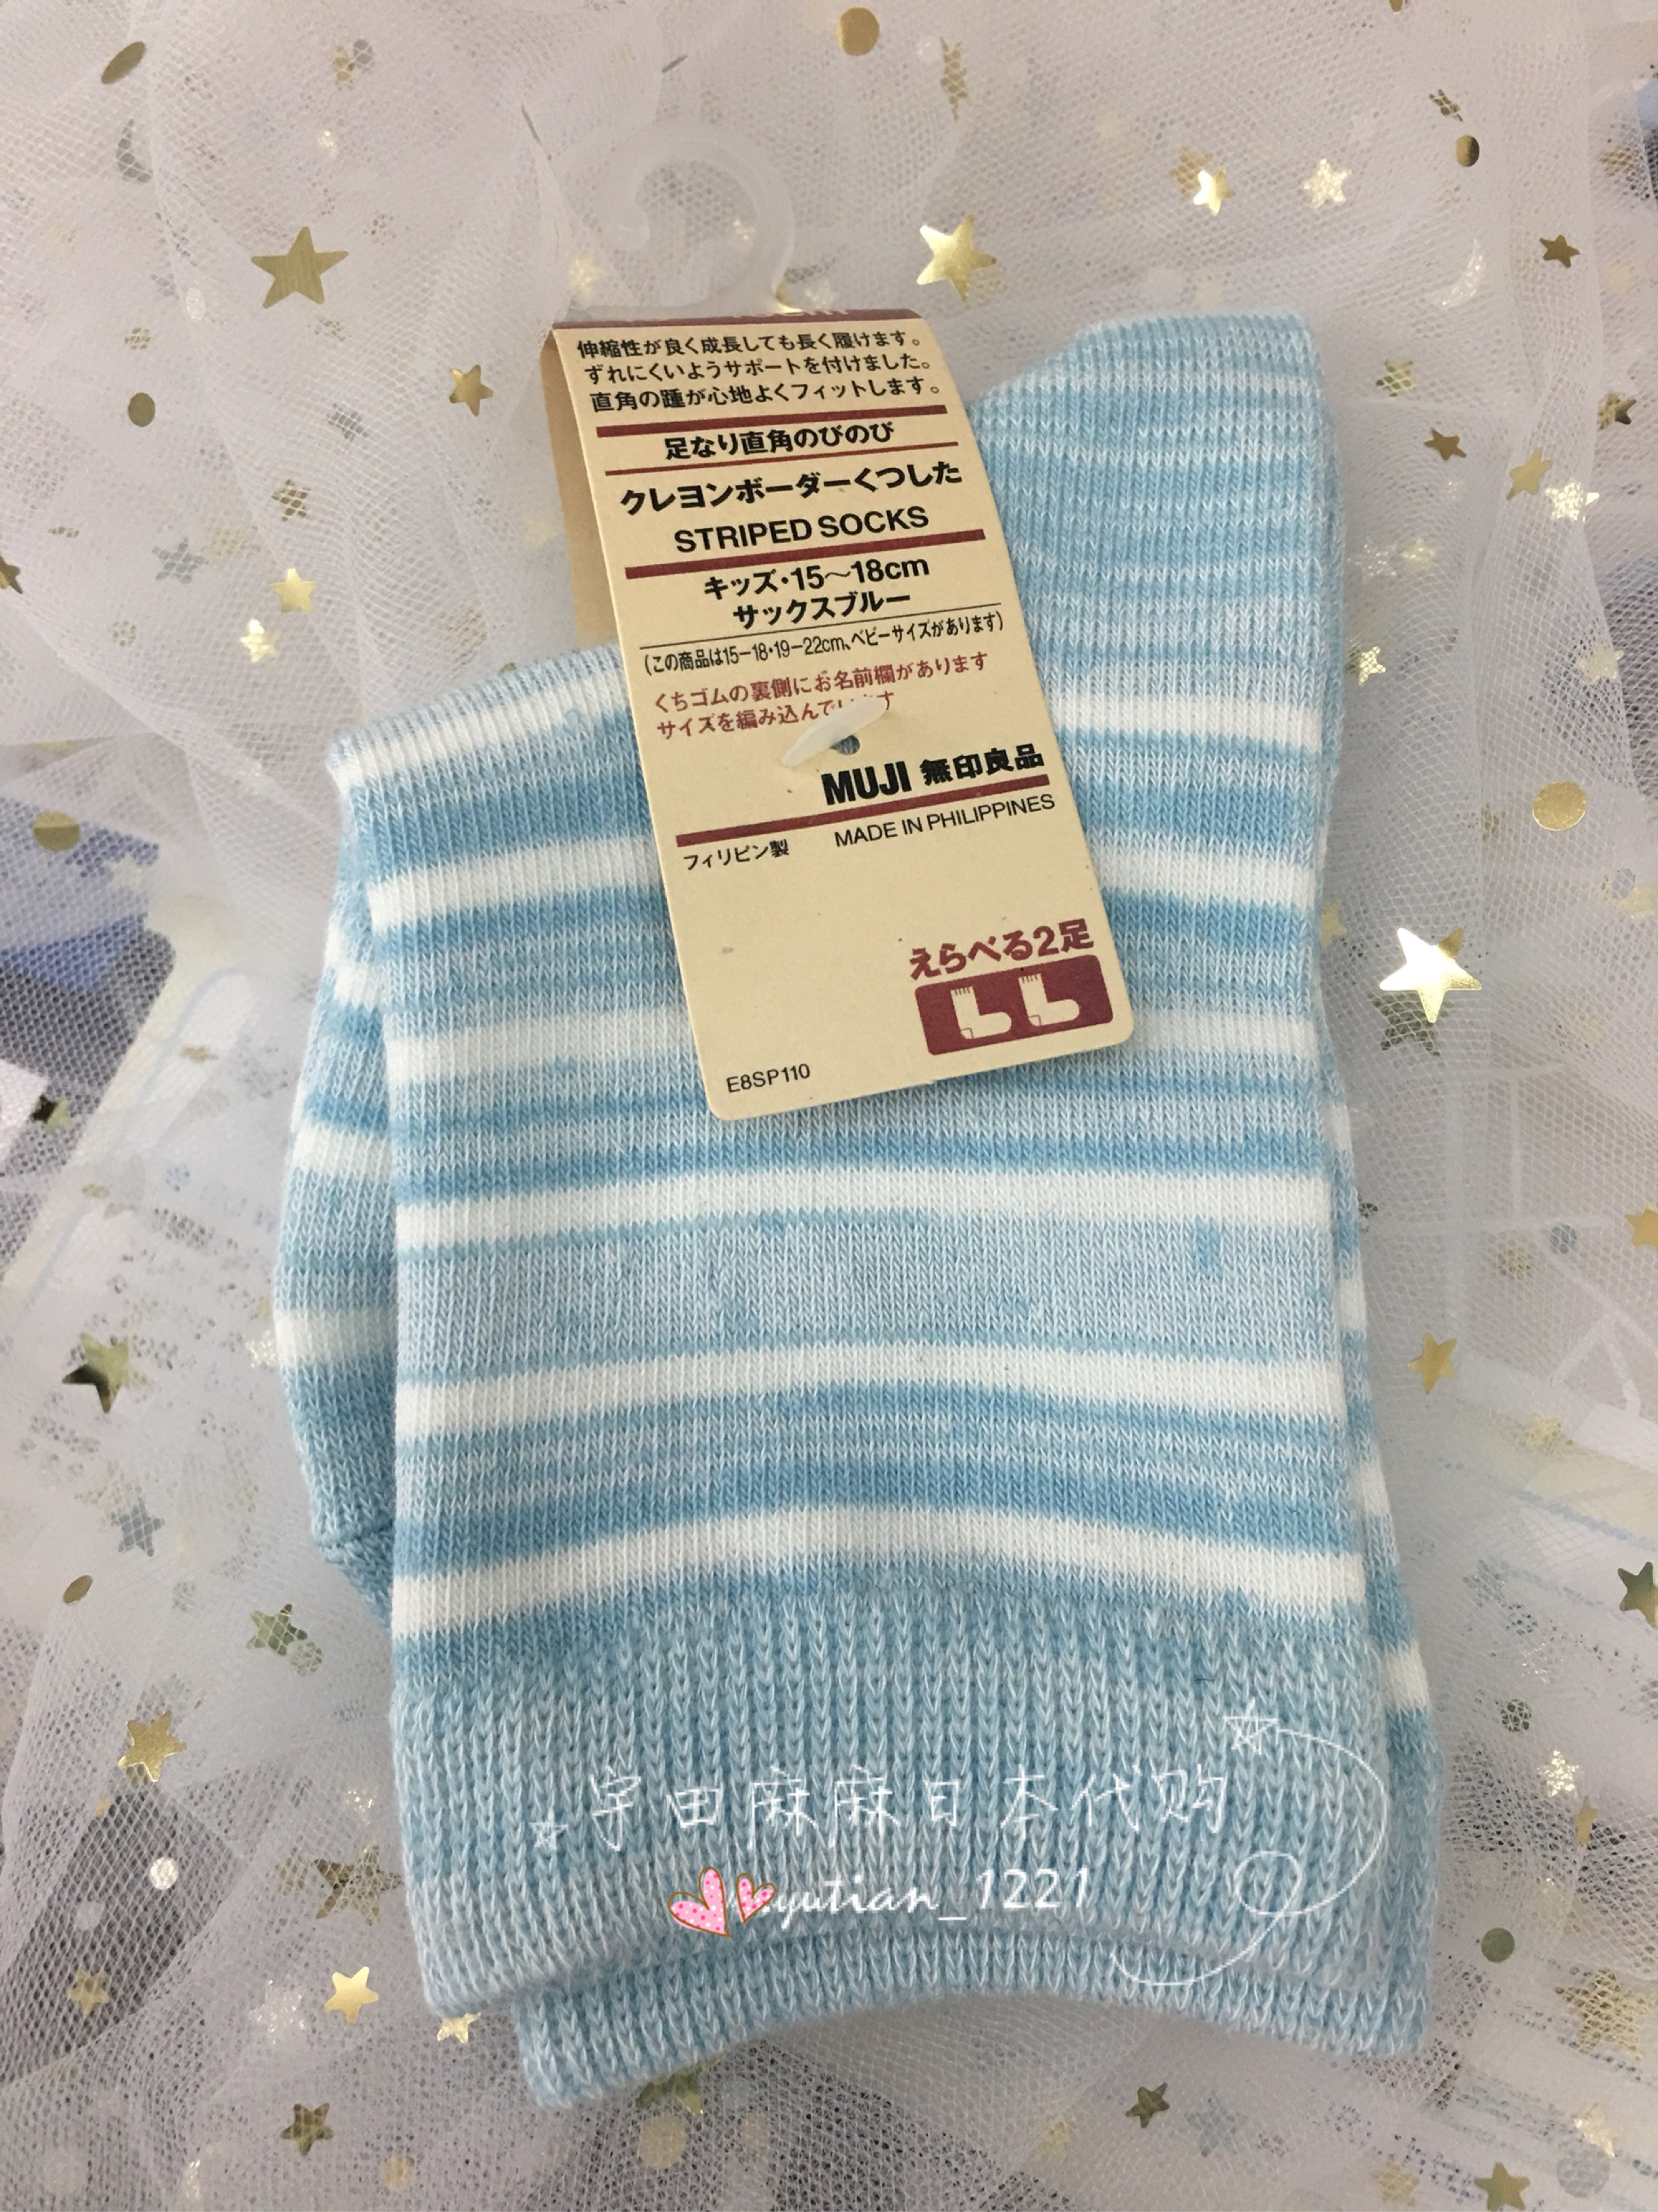 伸縮性が良く成長しても長く履けます。
ずれにくいようサポートを付けました。
直角の踵が心地よくフィットします。
足なり直角のびのび
クレヨンボーダーくつした
STRIPED SOCKS
キッズ・15〜18cm
サックスブルー
(この商品は15−18・19−22cm、ベビーサイズがあります)
くちゴムの裏側にお名前欄があります
サイズを編み込んでいます
MUJI 無印良品
フィリピン製 MADE IN PHILIPPINES
えらべる2足
E8SP110
宇田麻麻日本代购
yutian_1221